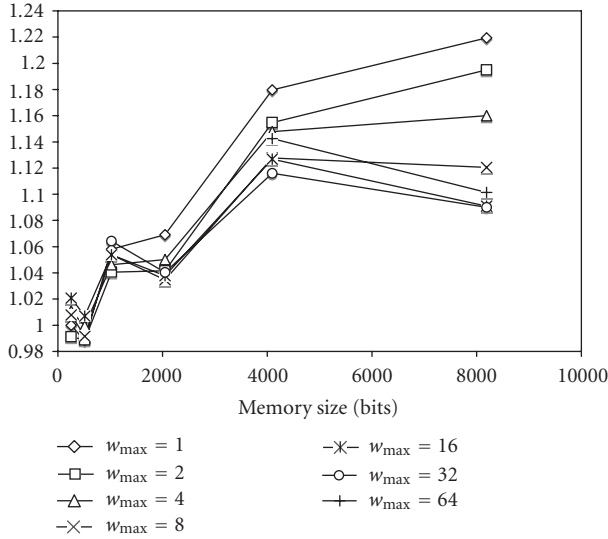 1.24
1.22
1.2
1.18
1.16
1.14
1.12
1.1
1.08
1.06
1.04
1.02
1
0.98
0 2000 4000 6000 8000 10000
Memory size (bits)
wmax = 1
wmax = 2
wmax = 4
wmax = 8
wmax = 16
wmax = 32
wmax = 64